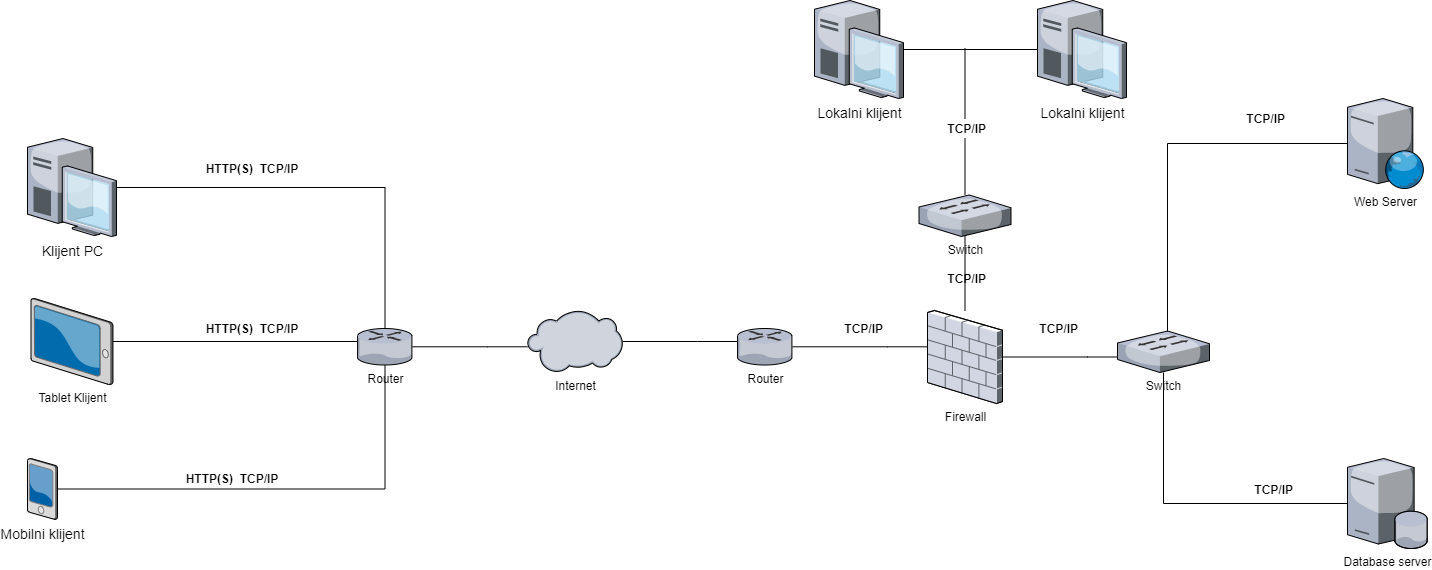 Lokalni klijent
Lokalni klijent
TCP/IP
TCP/IP
HTTP(S) TCP/IP
Web Server
Klijent PC
Switch
TCP/IP
HTTP(S) TCP/IP
TCP/IP
TCP/IP
Router
Internet
Router
Switch
Tablet Klijent
Firewall
HTTP(S) TCP/IP
TCP/IP
Mobilni klijent
Database server